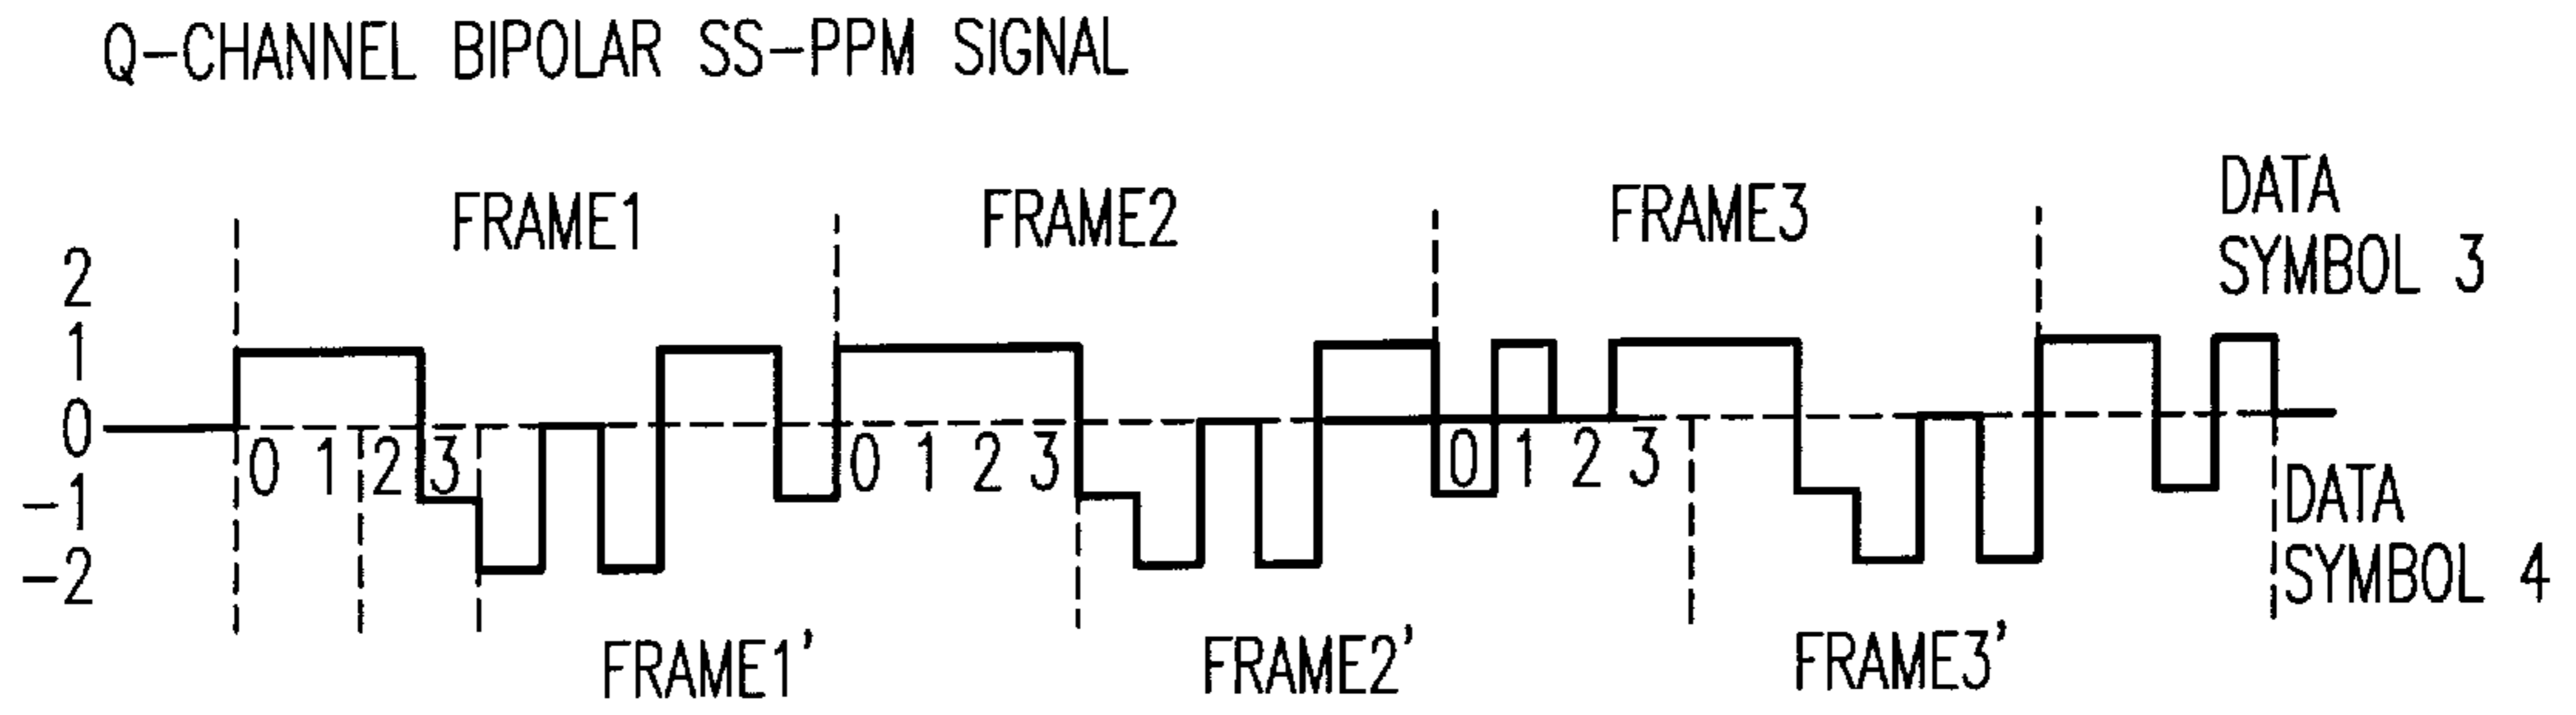 Q-CHANNEL BIPOLAR SS-PPM SIGNAL
FRAME1
FRAME2
FRAME3
DATA
SYMBOL 3
2
1
0
-1
-2
0 1 2 3
0 1 2 3
0 1 2 3
DATA
SYMBOL 4
FRAME1'
FRAME2'
FRAME3'